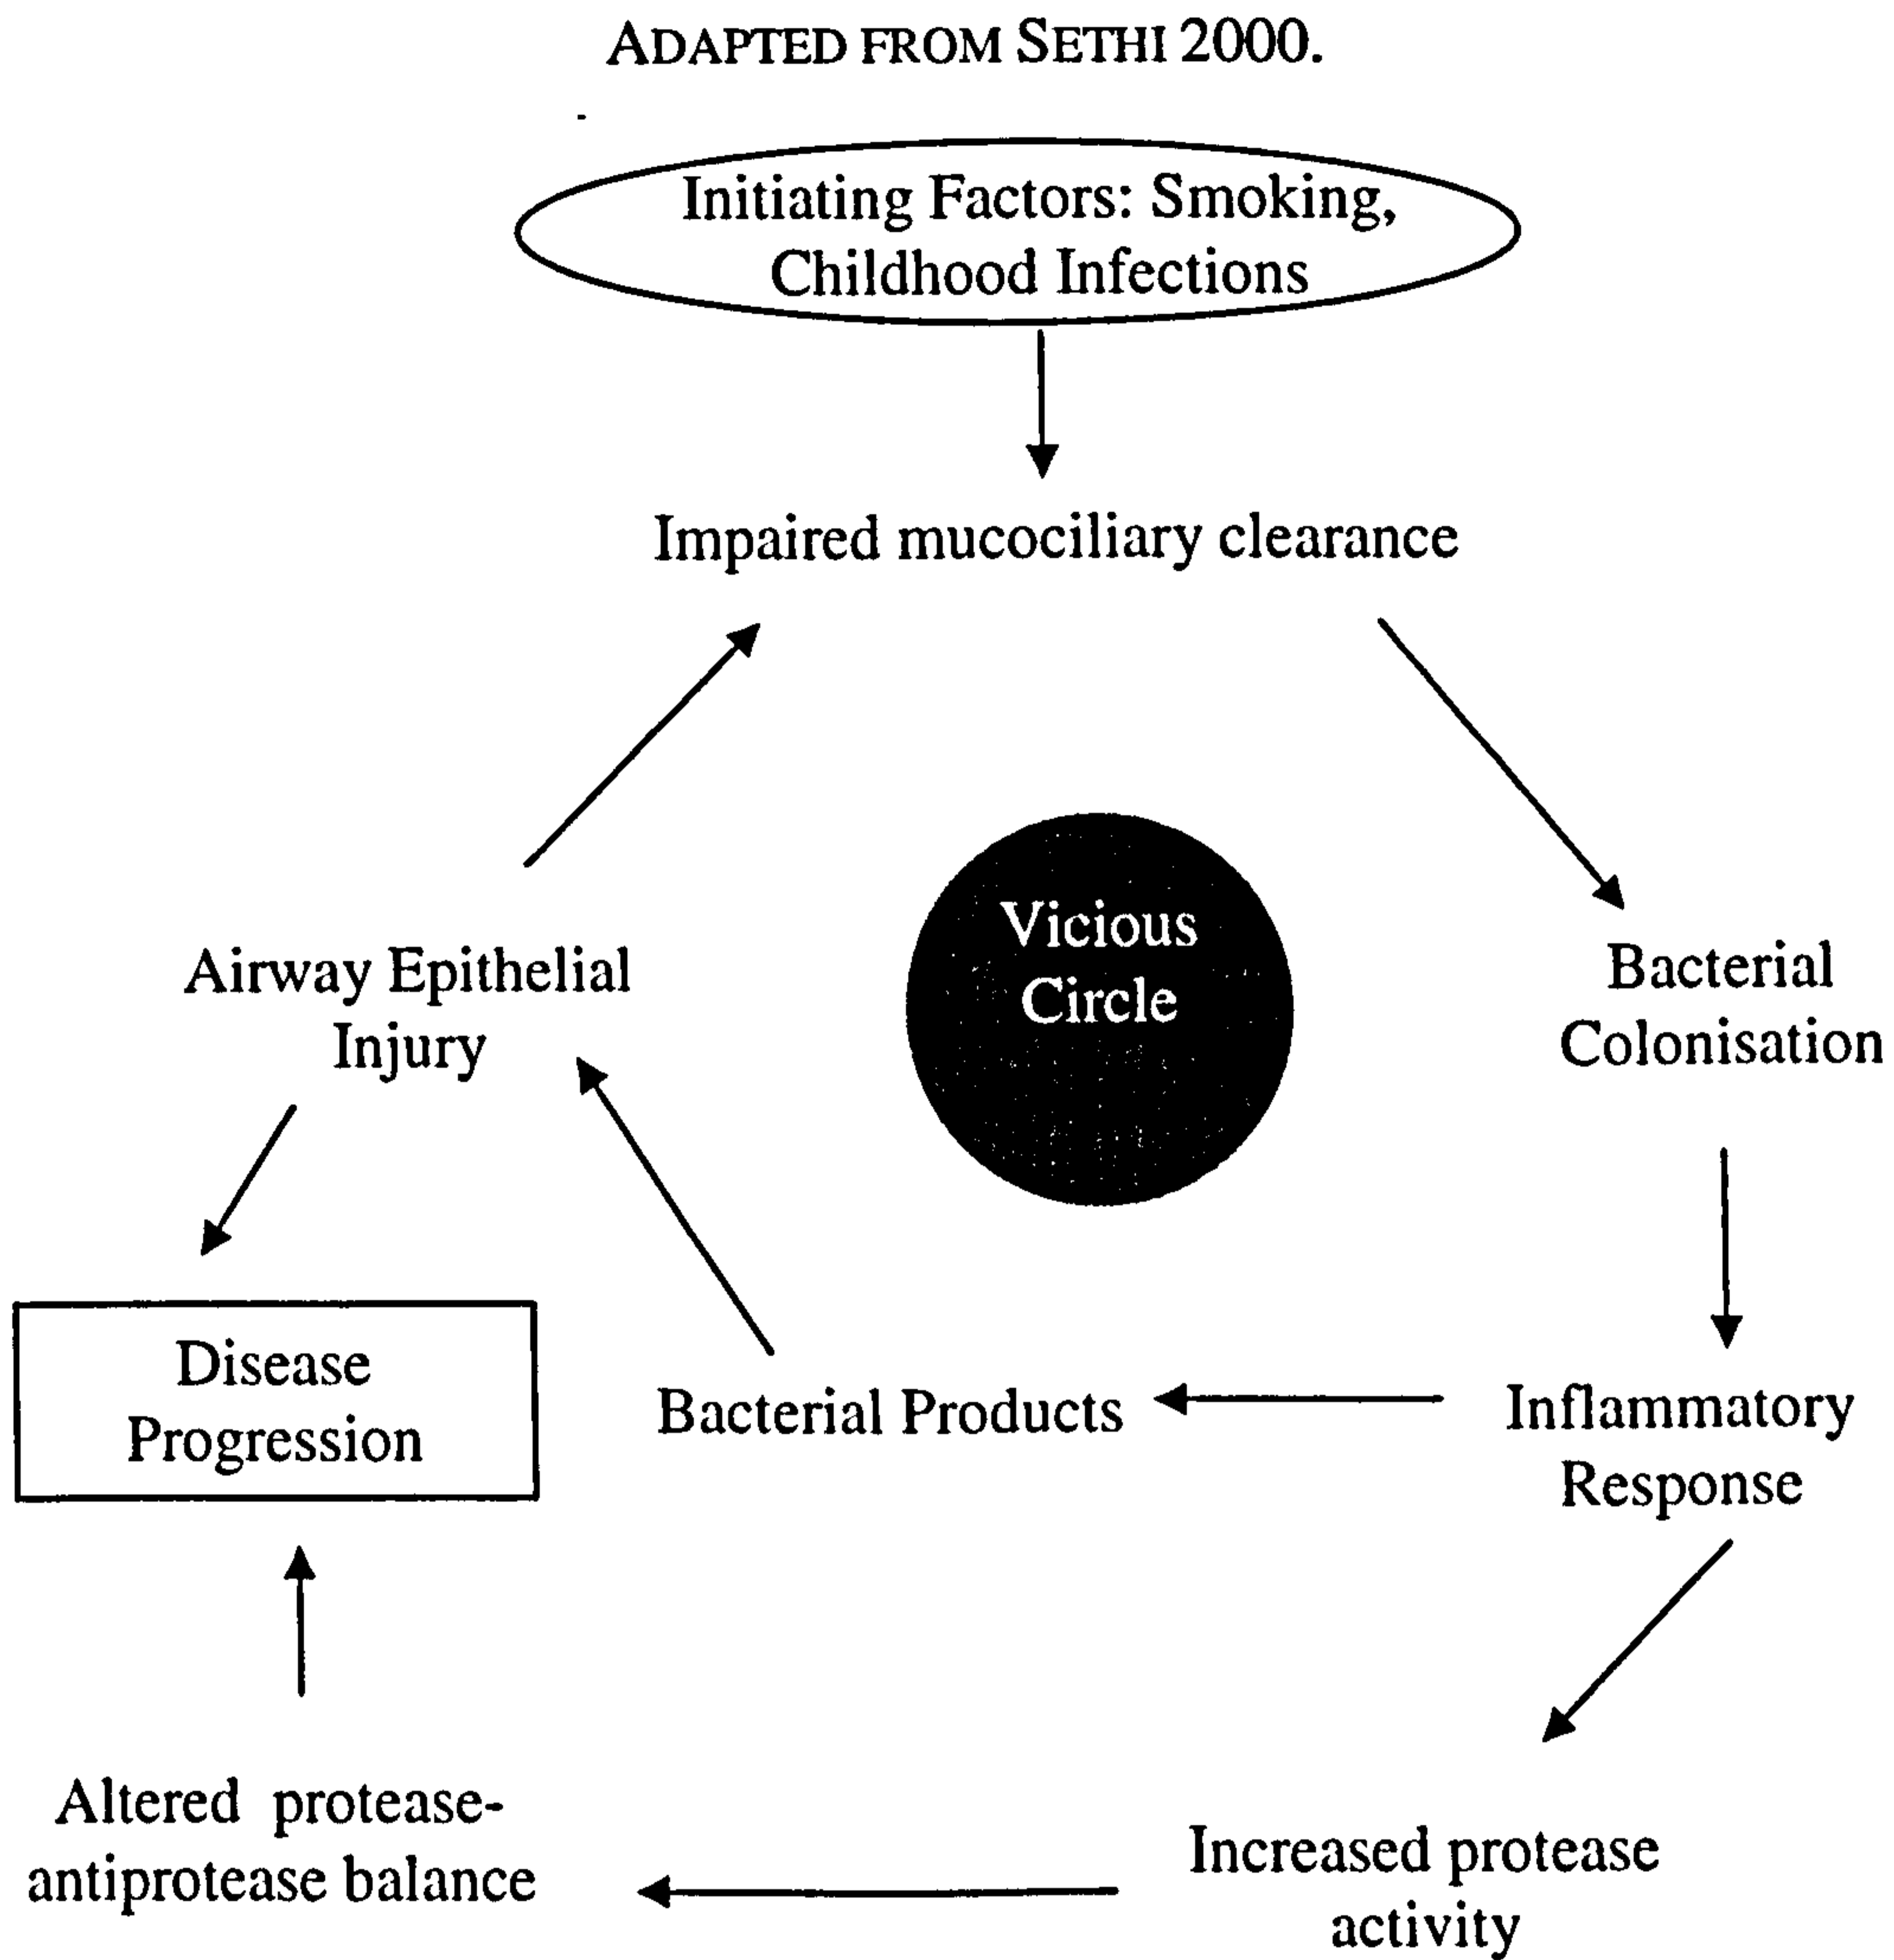 ADAPTED FROM SETHI 2000.
Initiating Factors: Smoking,
Childhood Infections
Impaired mucociliary clearance
Vicious
Circle
Airway Epithelial
Injury
Bacterial
Colonisation
Disease
Progression
Bacterial Products
Inflammatory
Response
Altered protease-
antiprotease balance
Increased protease
activity